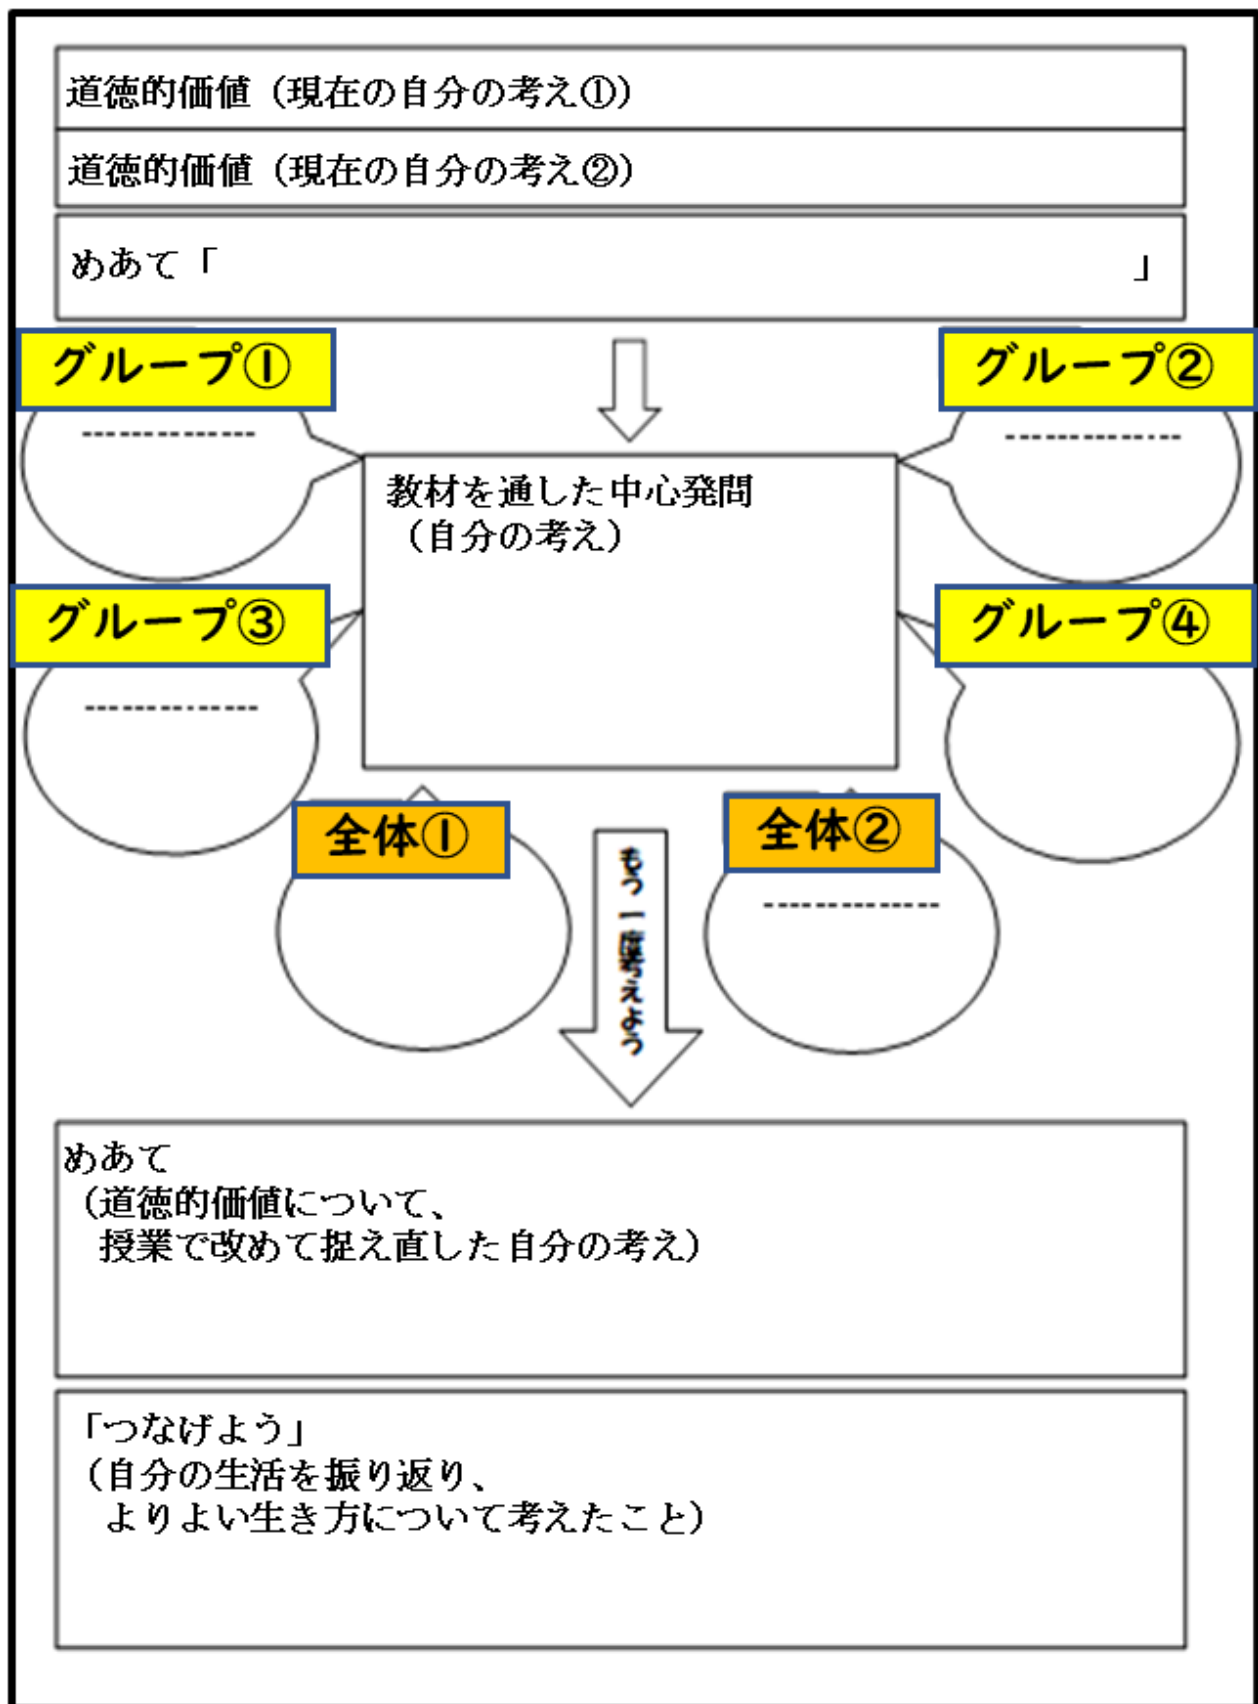 道徳的価値（現在の自分の考え①）
道徳的価値（現在の自分の考え②）
めあて「　　　　　　　　　　　　　　　　　　　　　　　」
グループ①
グループ②
教材を通した中心発問
（自分の考え）
グループ③
グループ④
全体①
全体②
もう一度考えよう
めあて
（道徳的価値について、
授業で改めて捉え直した自分の考え）
「つなげよう」
（自分の生活を振り返り、
よりよい生き方について考えたこと）